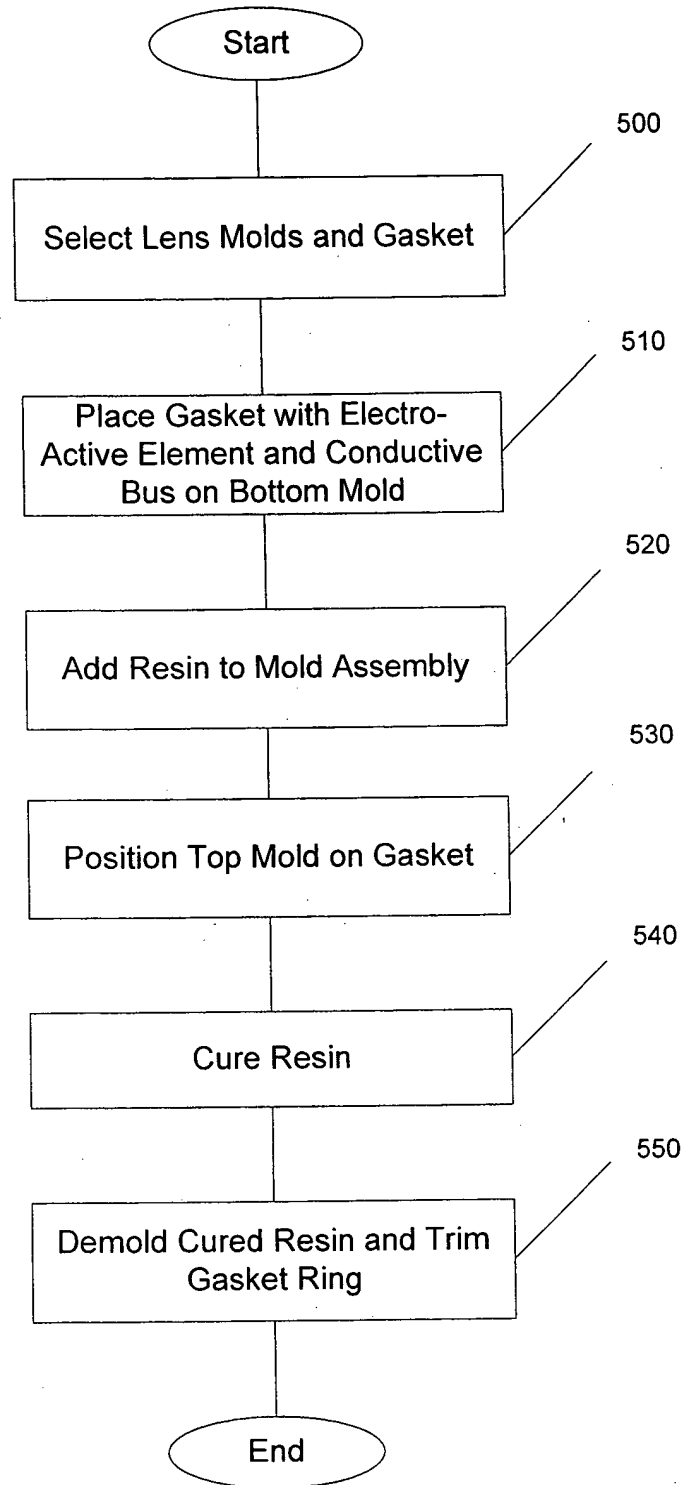 Start
500
Select Lens Molds and Gasket
510
Place Gasket with Electro-
Active Element and Conductive
Bus on Bottom Mold
520
Add Resin to Mold Assembly
530
Position Top Mold on Gasket
540
Cure Resin
550
Demold Cured Resin and Trim
Gasket Ring
End